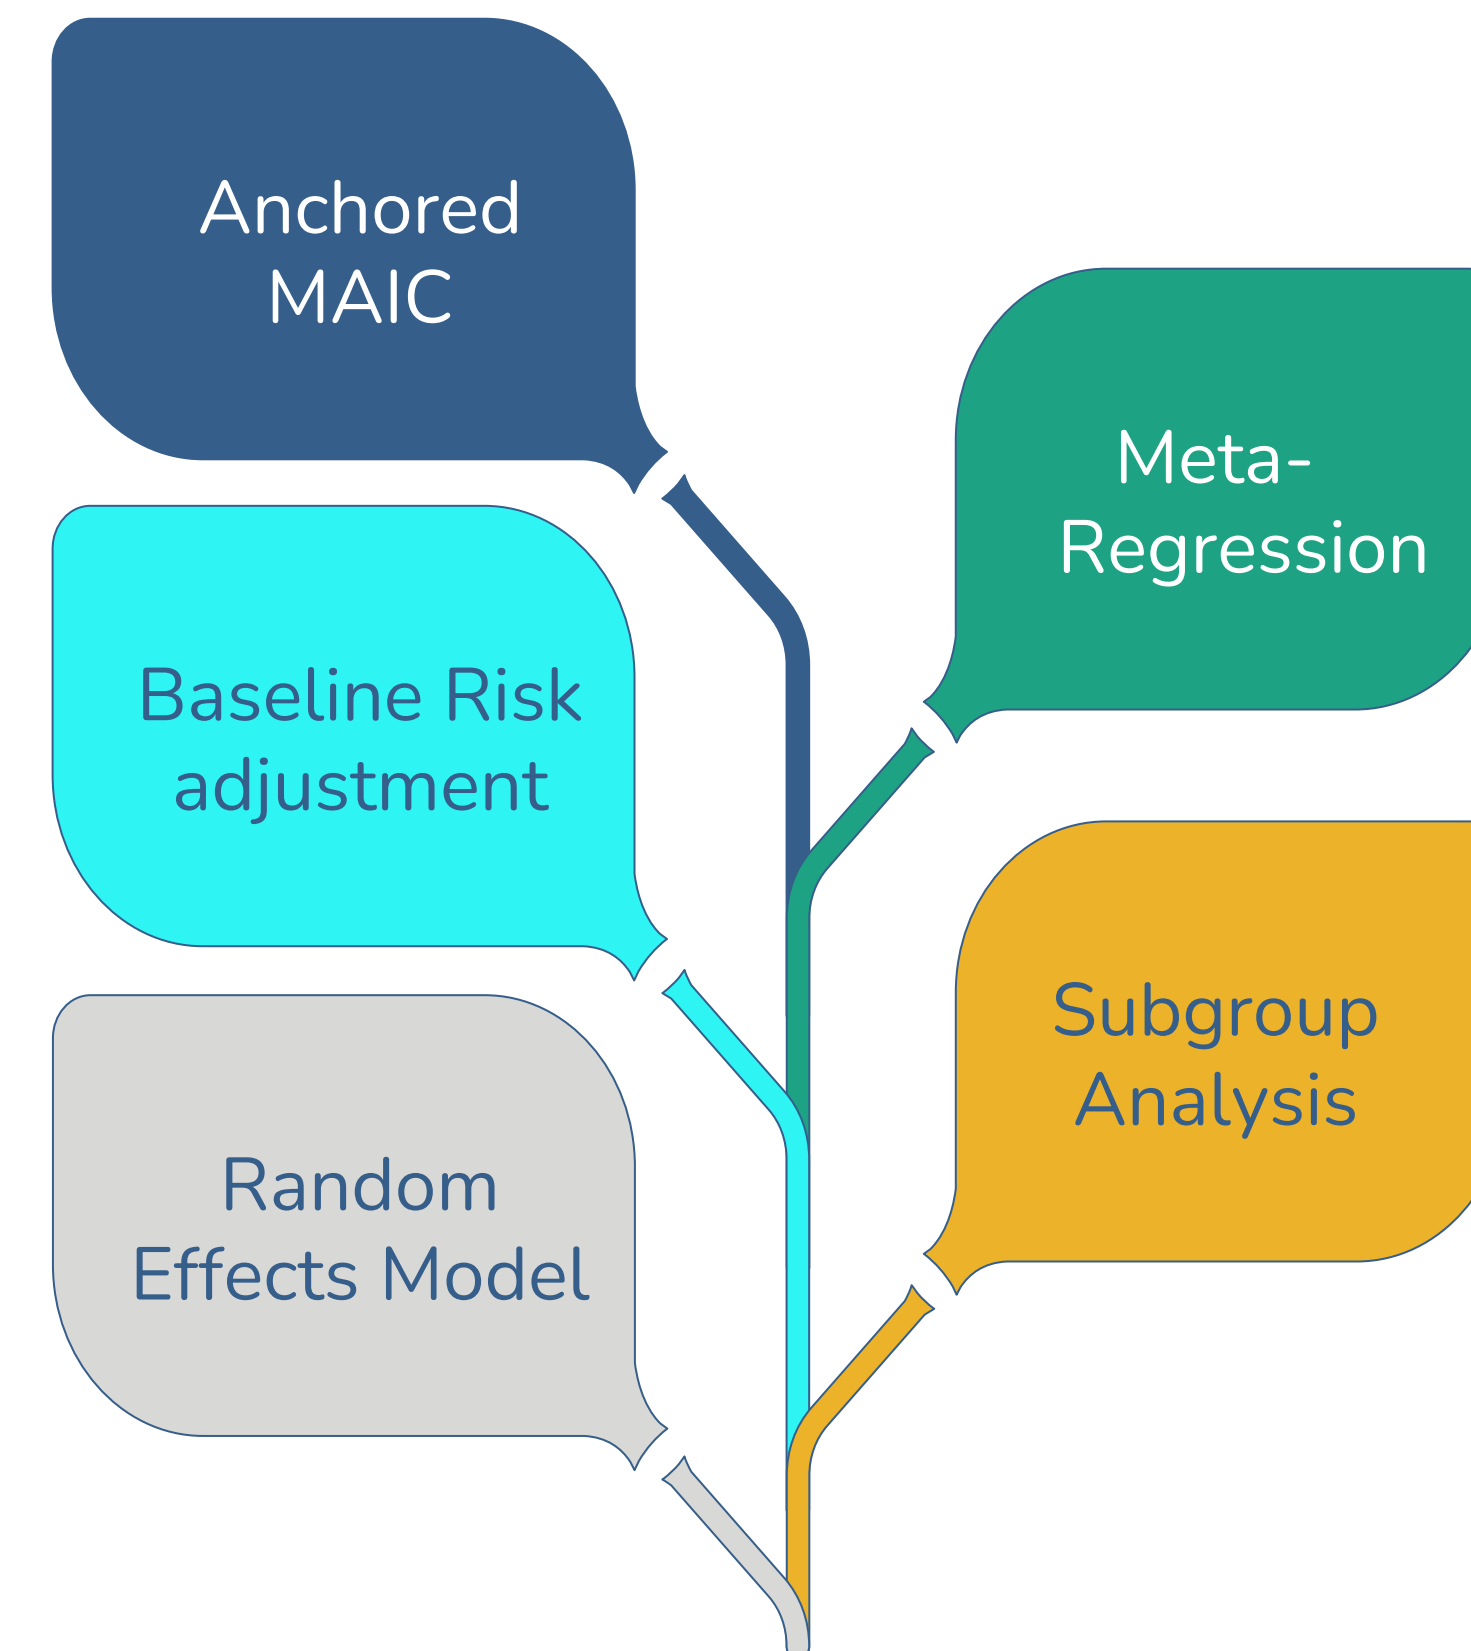 Anchored
MAIC
Meta-
Regression
Baseline Risk
adjustment
Subgroup
Analysis
Random
Effects Model